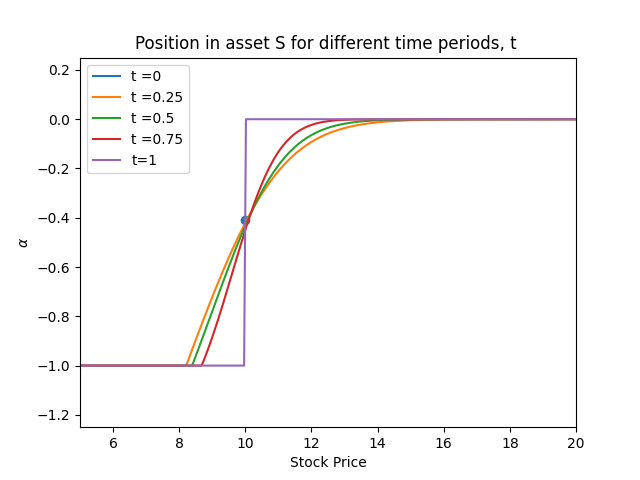 Position in asset S for different time periods, t
t =0
t =0.25
t =0.5
t =0.75
t=1
0.2
0.0
−0.2
−0.4
−0.6
−0.8
−1.0
−1.2
α
6 8 10 12 14 16 18 20
Stock Price